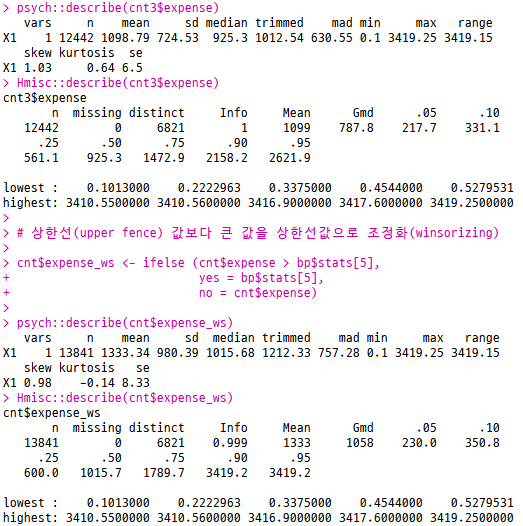 > psych::describe(cnt3$expense)
vars n mean sd median trimmed mad min max range
X1 1 12442 1098.79 724.53 925.3 1012.54 630.55 0.1 3419.25 3419.15
skew kurtosis se
X1 1.03 0.64 6.5
> Hmisc::describe(cnt3$expense)
cnt3$expense
n missing distinct Info Mean Gmd .05 .10
12442 0 6821 1 1099 787.8 217.7 331.1
.25 .50 .75 .90 .95
561.1 925.3 1472.9 2158.2 2621.9
lowest : 0.1013000 0.2222963 0.3375000 0.4544000 0.5279531
highest: 3410.5500000 3410.5600000 3416.9000000 3417.6000000 3419.2500000
>
> # 상한선(upper fence) 값보다 큰 값을 상한선값으로 조정화(winsorizing)
>
> cnt$expense_ws <- ifelse (cnt$expense > bp$stats[5],
+ yes = bp$stats[5],
+ no = cnt$expense)
>
> psych::describe(cnt$expense_ws)
vars n mean sd median trimmed mad min max range
X1 1 13841 1333.34 980.39 1015.68 1212.33 757.28 0.1 3419.25 3419.15
skew kurtosis se
X1 0.98 -0.14 8.33
> Hmisc::describe(cnt$expense_ws)
cnt$expense_ws
n missing distinct Info Mean Gmd .05 .10
13841 0 6821 0.999 1333 1058 230.0 350.8
.25 .50 .75 .90 .95
600.0 1015.7 1789.7 3419.2 3419.2
lowest : 0.1013000 0.2222963 0.3375000 0.4544000 0.5279531
highest: 3410.5500000 3410.5600000 3416.9000000 3417.6000000 3419.2500000